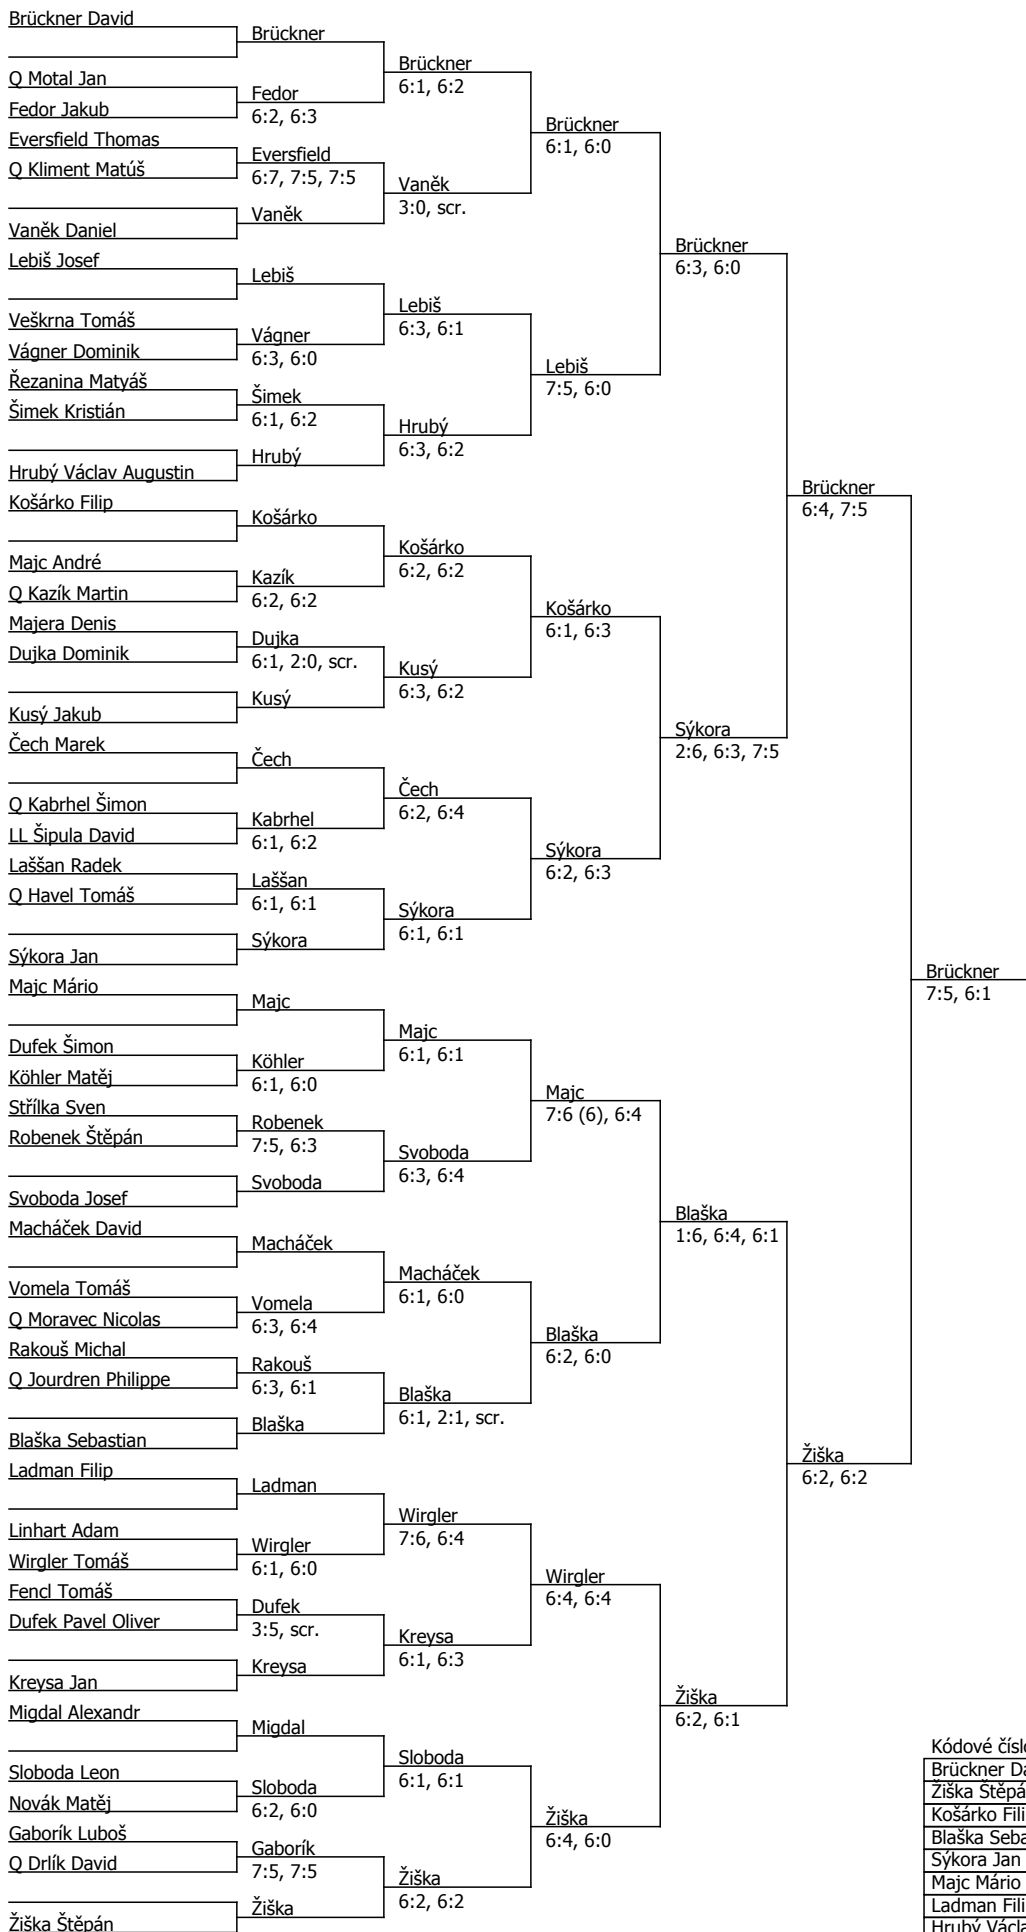 Brückner David
Q Motal Jan
Fedor Jakub
Eversfield Thomas
Q Kliment Matúš
Vaněk Daniel
Lebiš Josef
Veškrna Tomáš
Vágner Dominik
Řezanina Matyáš
Šimek Kristián
Hrubý Václav Augustin
Košárko Filip
Majc André
Q Kazík Martin
Majera Denis
Dujka Dominik
Kusý Jakub
Čech Marek
Q Kabrhel Šimon
LL Šipula David
Laššan Radek
Q Havel Tomáš
Sýkora Jan
Majc Mário
Dufek Šimon
Köhler Matěj
Střílka Sven
Robenek Štěpán
Svoboda Josef
Macháček David
Vomela Tomáš
Q Moravec Nicolas
Rakouš Michal
Q Jourdren Philippe
Blaška Sebastian
Ladman Filip
Linhart Adam
Wirgler Tomáš
Fencl Tomáš
Dufek Pavel Oliver
Kreysa Jan
Migdal Alexandr
Sloboda Leon
Novák Matěj
Gaborík Luboš
Q Drlík David
Žiška Štěpán
Brückner
Fedor
6:2, 6:3
Eversfield
6:7, 7:5, 7:5
Vaněk
Lebiš
Vágner
6:3, 6:0
Šimek
6:1, 6:2
Hrubý
Košárko
Kazík
6:2, 6:2
Dujka
6:1, 2:0, scr.
Kusý
Čech
Kabrhel
6:1, 6:2
Laššan
6:1, 6:1
Sýkora
Majc
Köhler
6:1, 6:0
Robenek
7:5, 6:3
Svoboda
Macháček
Vomela
6:3, 6:4
Rakouš
6:3, 6:1
Blaška
Ladman
Wirgler
6:1, 6:0
Dufek
3:5, scr.
Kreysa
Migdal
Sloboda
6:2, 6:0
Gaborík
7:5, 7:5
Žiška
Brückner
6:1, 6:2
Vaněk
3:0, scr.
Lebiš
6:3, 6:1
Hrubý
6:3, 6:2
Košárko
6:2, 6:2
Kusý
6:3, 6:2
Čech
6:2, 6:4
Sýkora
6:1, 6:1
Majc
6:1, 6:1
Svoboda
6:3, 6:4
Macháček
6:1, 6:0
Blaška
6:1, 2:1, scr.
Wirgler
7:6, 6:4
Kreysa
6:1, 6:3
Sloboda
6:1, 6:1
Žiška
6:2, 6:2
Brückner
6:1, 6:0
Lebiš
7:5, 6:0
Košárko
6:1, 6:3
Sýkora
6:2, 6:3
Majc
7:6 (6), 6:4
Blaška
6:2, 6:0
Wirgler
6:4, 6:4
Žiška
6:4, 6:0
Brückner
6:3, 6:0
Sýkora
2:6, 6:3, 7:5
Blaška
1:6, 6:4, 6:1
Žiška
6:2, 6:1
Brückner
6:4, 7:5
Žiška
6:2, 6:2
Brückner
7:5, 6:1
Kódové čísl
Brückner Da
Žiška Štěpá
Košárko Fili
Blaška Seba
Sýkora Jan
Majc Mário
Ladman Fili
Hrubý Václa